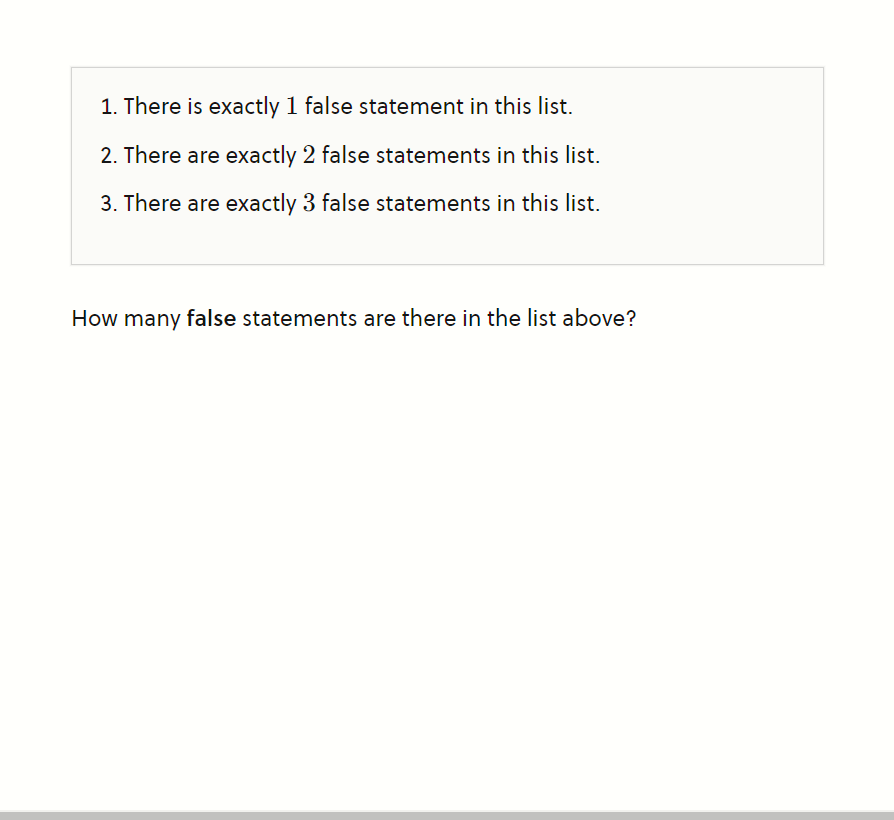 1. There is exactly 1 false statement in this list.
2. There are exactly 2 false statements in this list.
3. There are exactly 3 false statements in this list.
How many false statements are there in the list above?